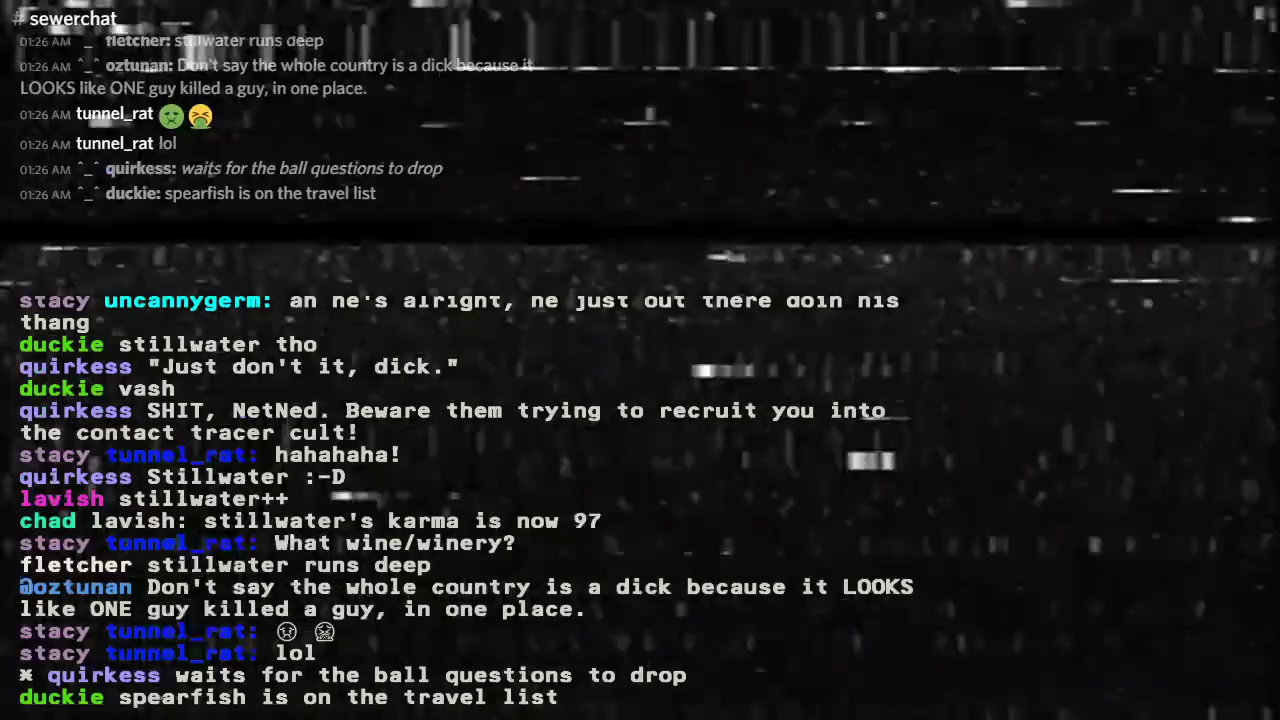 # sewerchat
01:26 AM ^_^ fletcher: stillwater runs deep
01:26 AM ^_^ oztunan: Don't say the whole country is a dick because it
LOOKS like ONE guy killed a guy, in one place.
01:26 AM tunnel_rat 🤢 🤮
01:26 AM tunnel_rat lol
01:26 AM ^_^ quirkess: waits for the ball questions to drop
01:26 AM ^_^ duckie: spearfish is on the travel list
stacy uncannygerm: ah he's alright, he just out there doin his
thang
duckie stillwater tho
quirkess "Just don't it, dick."
duckie vash
quirkess SHIT, NetNed. Beware them trying to recruit you into
the contact tracer cult!
stacy tunnel_rat: hahahaha!
quirkess Stillwater :-D
lavish stillwater++
chad lavish: stillwater's karma is now 97
stacy tunnel_rat: What wine/winery?
fletcher stillwater runs deep
@oztunan Don't say the whole country is a dick because it LOOKS
like ONE guy killed a guy, in one place.
stacy tunnel_rat: 🤢 🤮
stacy tunnel_rat: lol
* quirkess waits for the ball questions to drop
duckie spearfish is on the travel list